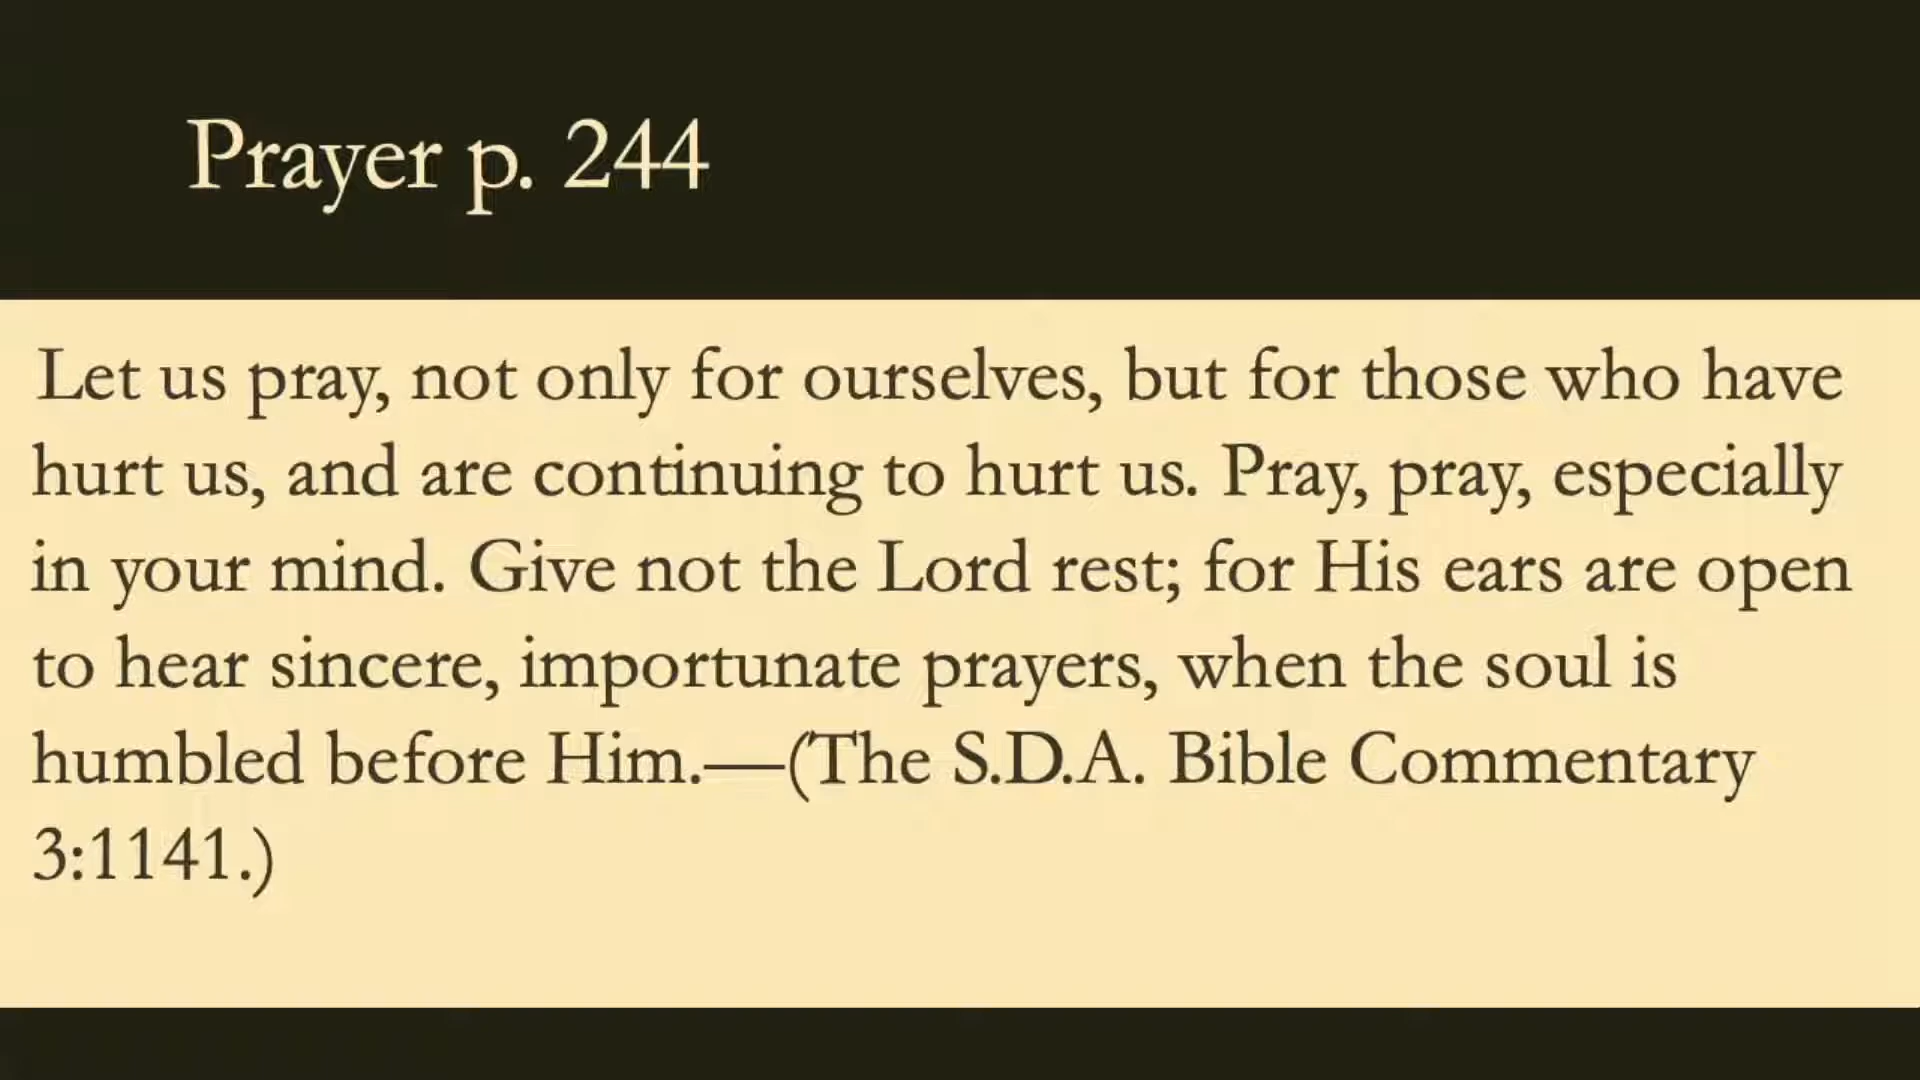 Prayer p. 244
Let us pray, not only for ourselves, but for those who have
hurt us, and are continuing to hurt us. Pray, pray, especially
in your mind. Give not the Lord rest; for His ears are open
to hear sincere, importunate prayers, when the soul is
humbled before Him.—(The S.D.A. Bible Commentary
3:1141.)